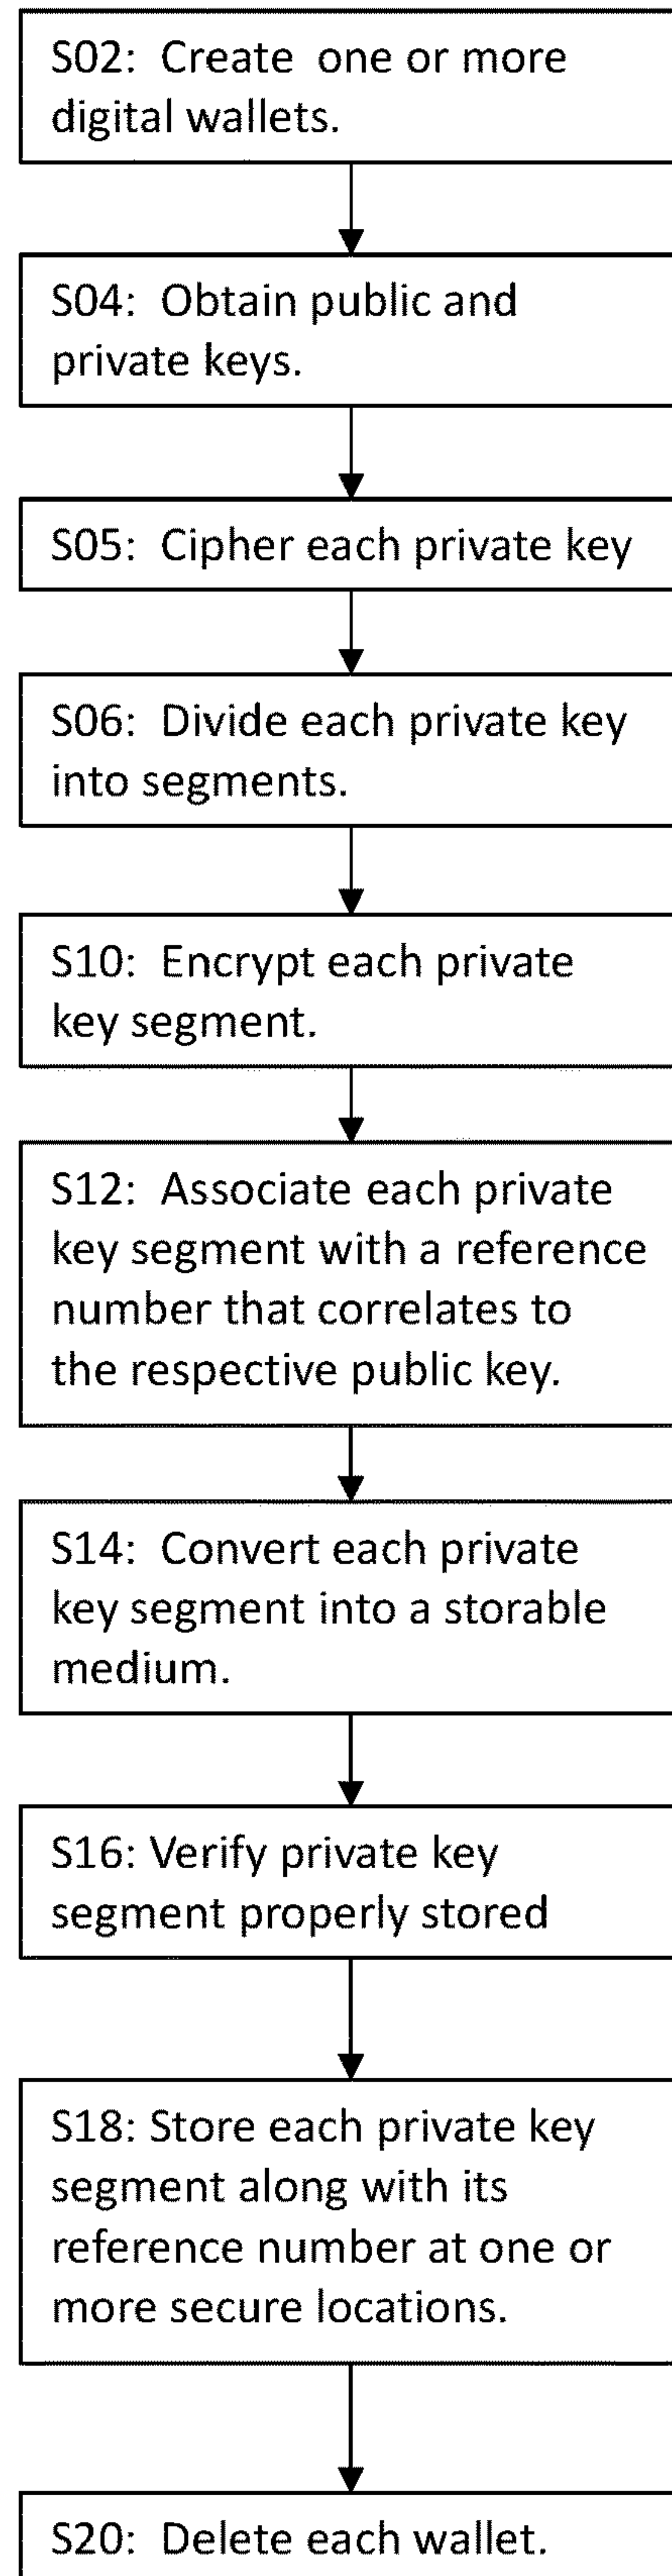 S02:  Create  one or more
digital wallets.
S04:  Obtain public and
private keys.
S05:  Cipher each private key
S06:  Divide each private key
into segments.
S10:  Encrypt each private
key segment.
S12:  Associate each private
key segment with a reference
number that correlates to
the respective public key.
S14:  Convert each private
key segment into a storable
medium.
S16: Verify private key
segment properly stored
S18: Store each private key
segment along with its
reference number at one or
more secure locations.
S20:  Delete each wallet.